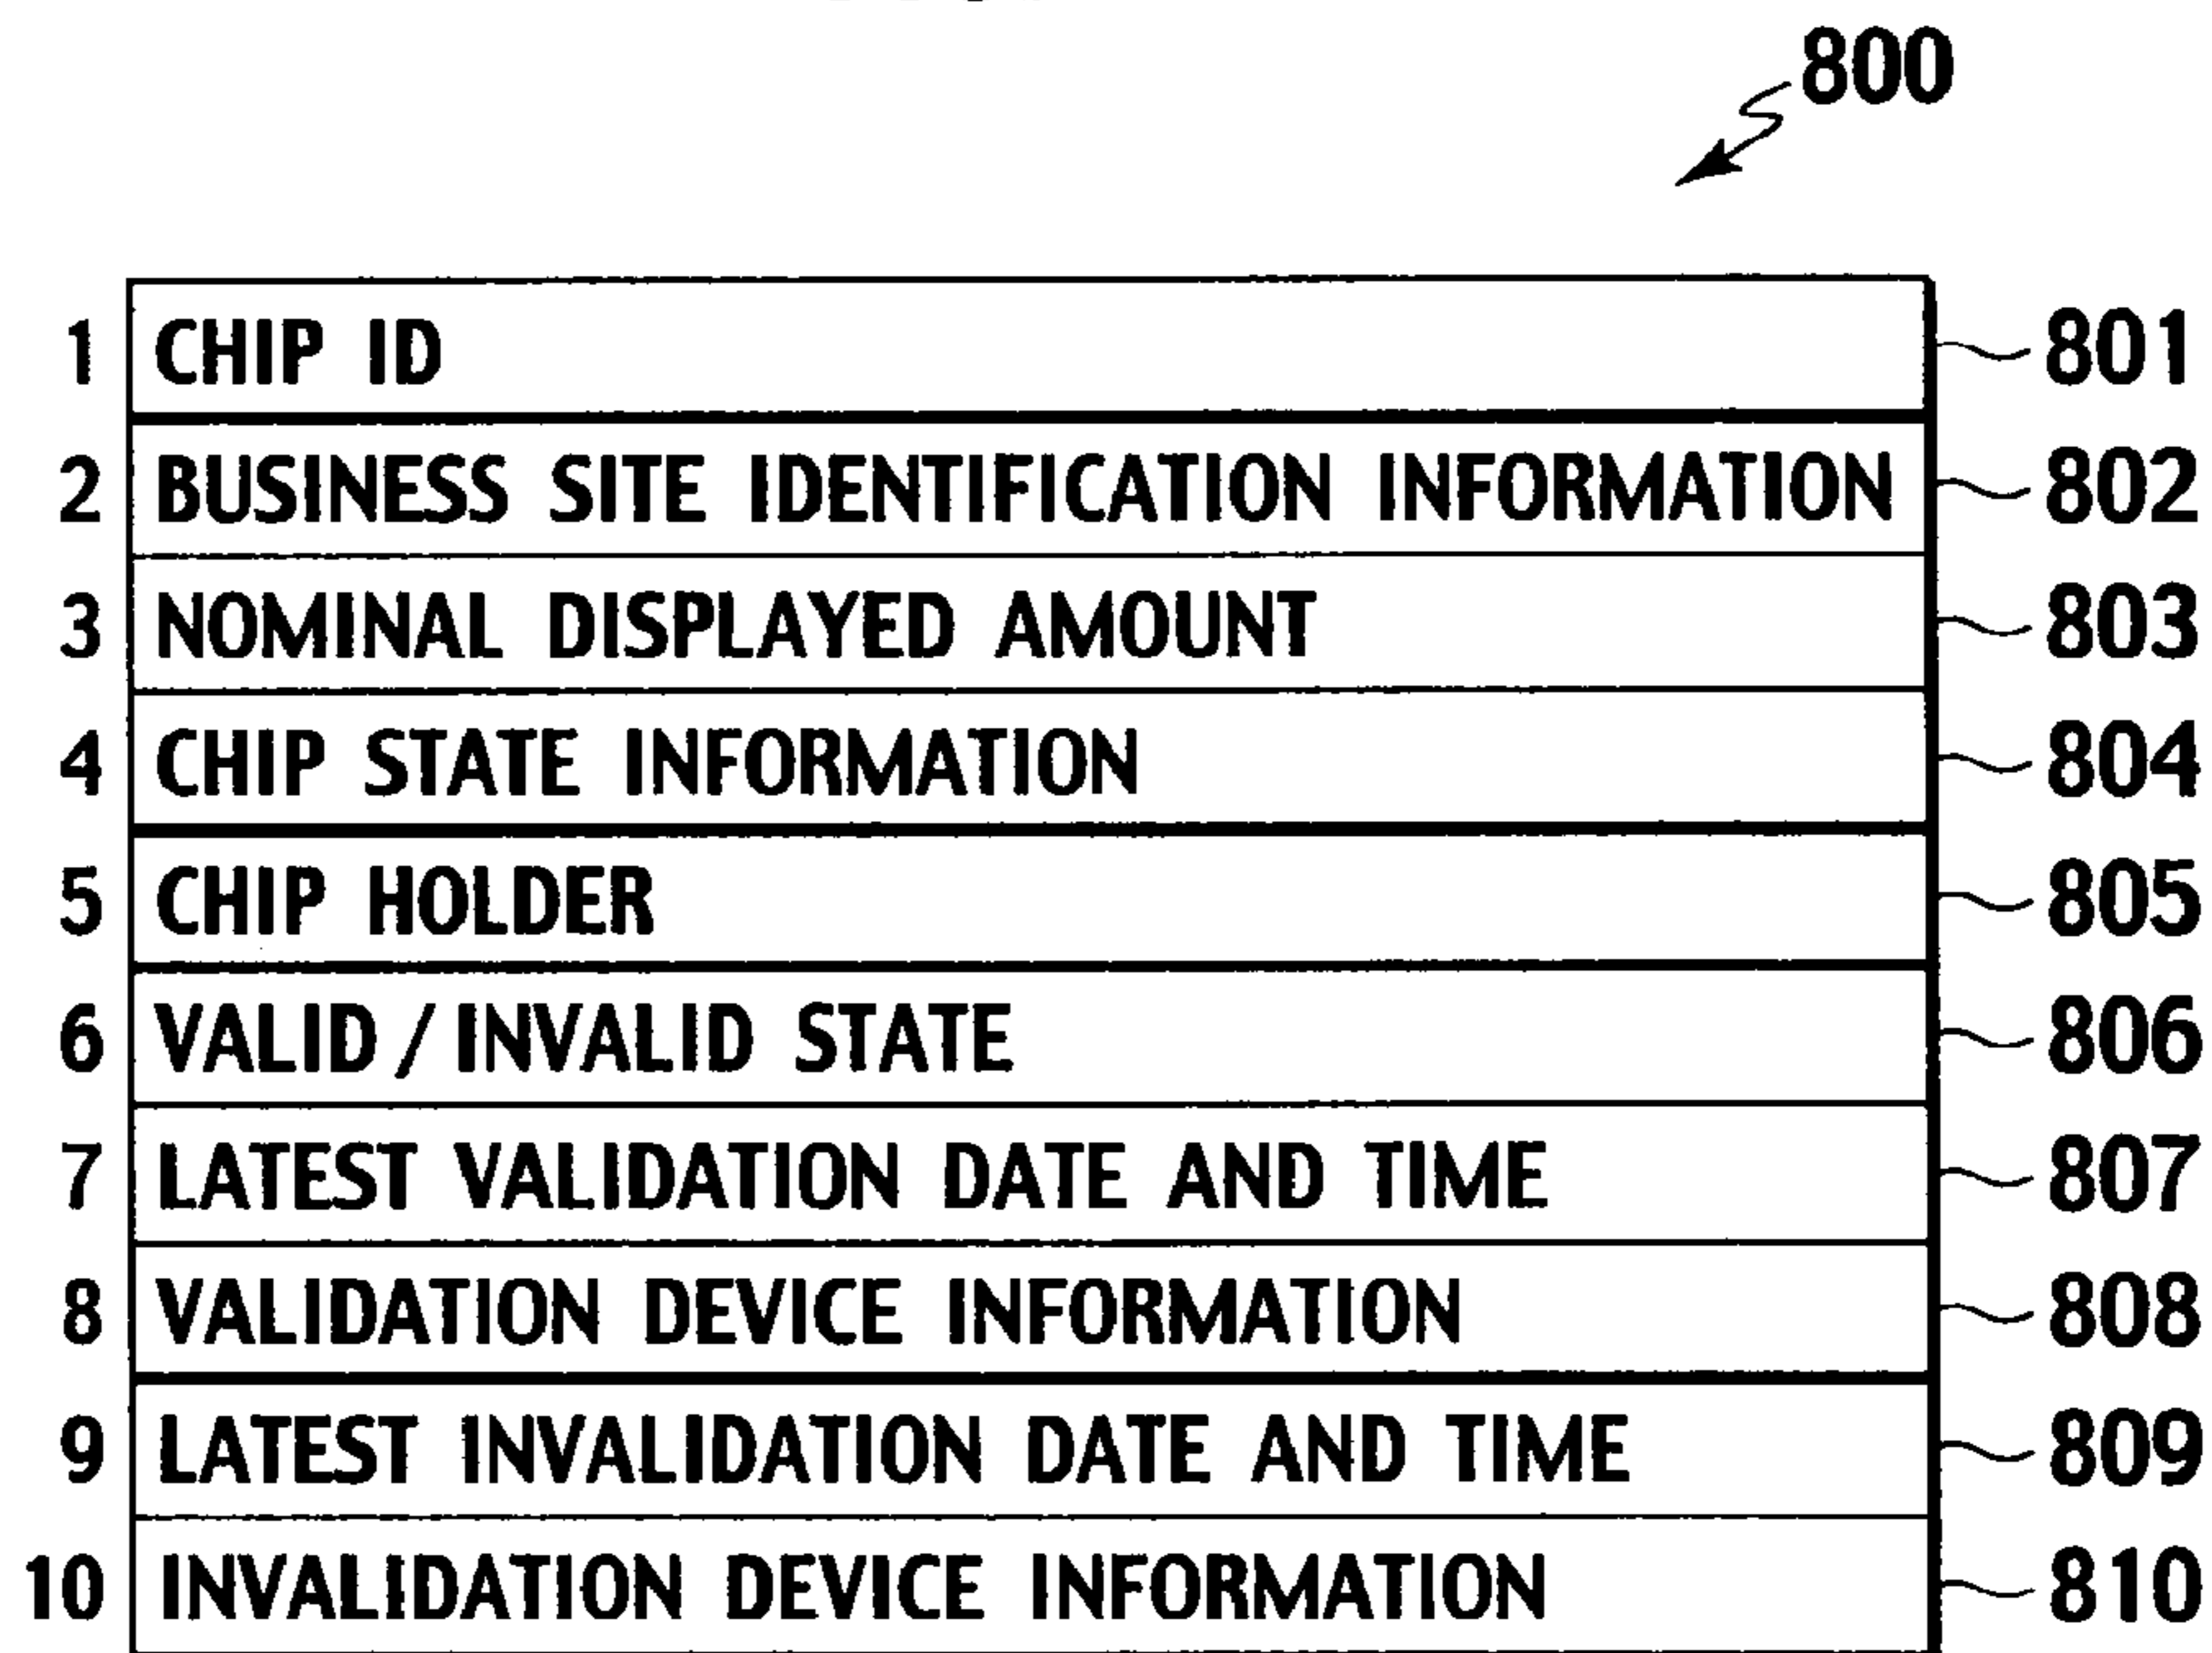 800
1 CHIP ID 801
2 BUSINESS SITE IDENTIFICATION INFORMATION 802
3 NOMINAL DISPLAYED AMOUNT 803
4 CHIP STATE INFORMATION 804
5 CHIP HOLDER 805
6 VALID / INVALID STATE 806
7 LATEST VALIDATION DATE AND TIME 807
8 VALIDATION DEVICE INFORMATION 808
9 LATEST INVALIDATION DATE AND TIME 809
10 INVALIDATION DEVICE INFORMATION 810